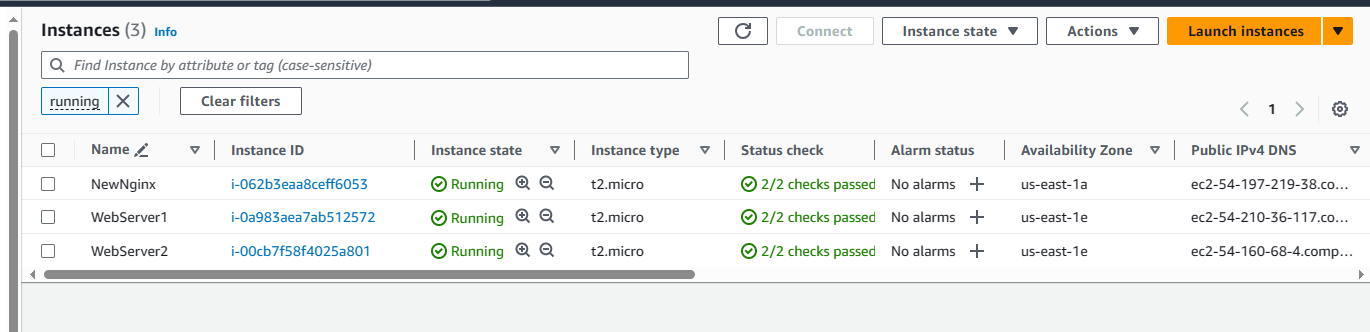 Instances (3) Info
Connect Instance state Actions Launch instances
Find Instance by attribute or tag (case-sensitive)
running Clear filters
1
Name Instance ID Instance state Instance type Status check Alarm status Availability Zone Public IPv4 DNS
NewNginx i-062b3eaa8ceff6053 Running t2.micro 2/2 checks passed No alarms us-east-1a ec2-54-197-219-38.co...
WebServer1 i-0a983aea7ab512572 Running t2.micro 2/2 checks passed No alarms us-east-1e ec2-54-210-36-117.co...
WebServer2 i-00cb7f58f4025a801 Running t2.micro 2/2 checks passed No alarms us-east-1e ec2-54-160-68-4.comp...